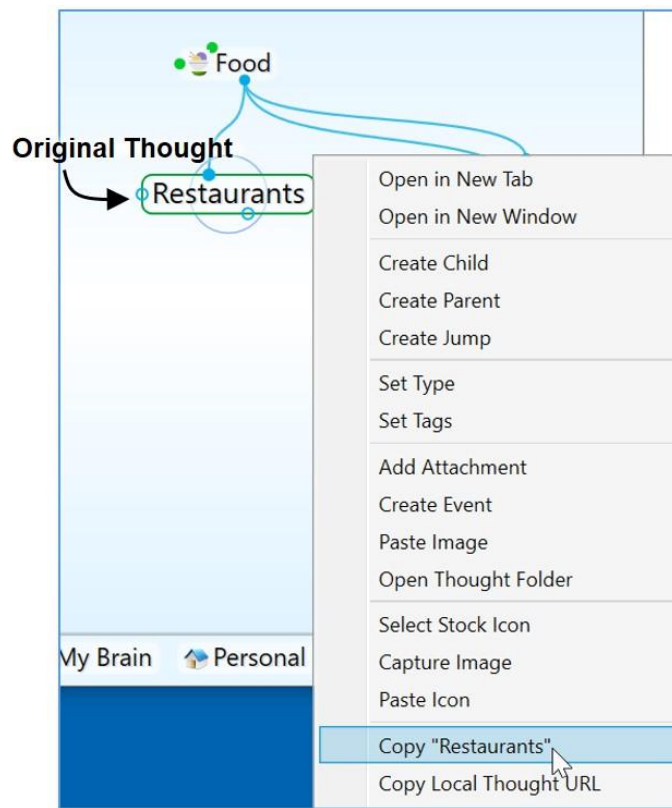 Food
Original Thought
Restaurants
Open in New Tab
Open in New Window
Create Child
Create Parent
Create Jump
Set Type
Set Tags
Add Attachment
Create Event
Paste Image
Open Thought Folder
Select Stock Icon
Capture Image
Paste Icon
Copy "Restaurants"
Copy Local Thought URL
My Brain
Personal